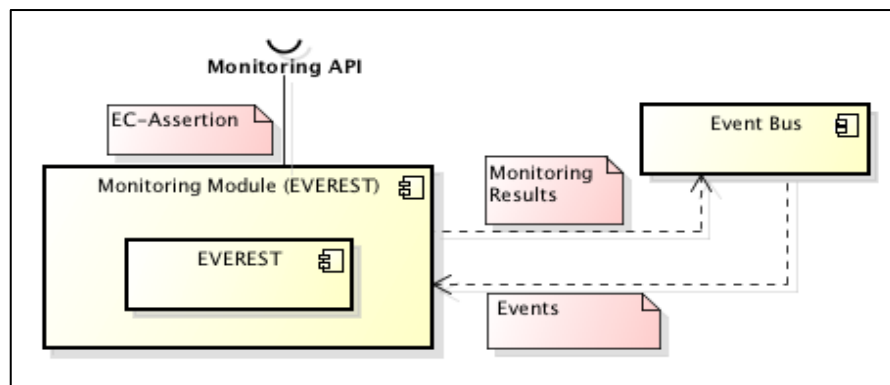 Monitoring API
EC-Assertion
Event Bus
Monitoring Module (EVEREST)
Monitoring
Results
EVEREST
Events